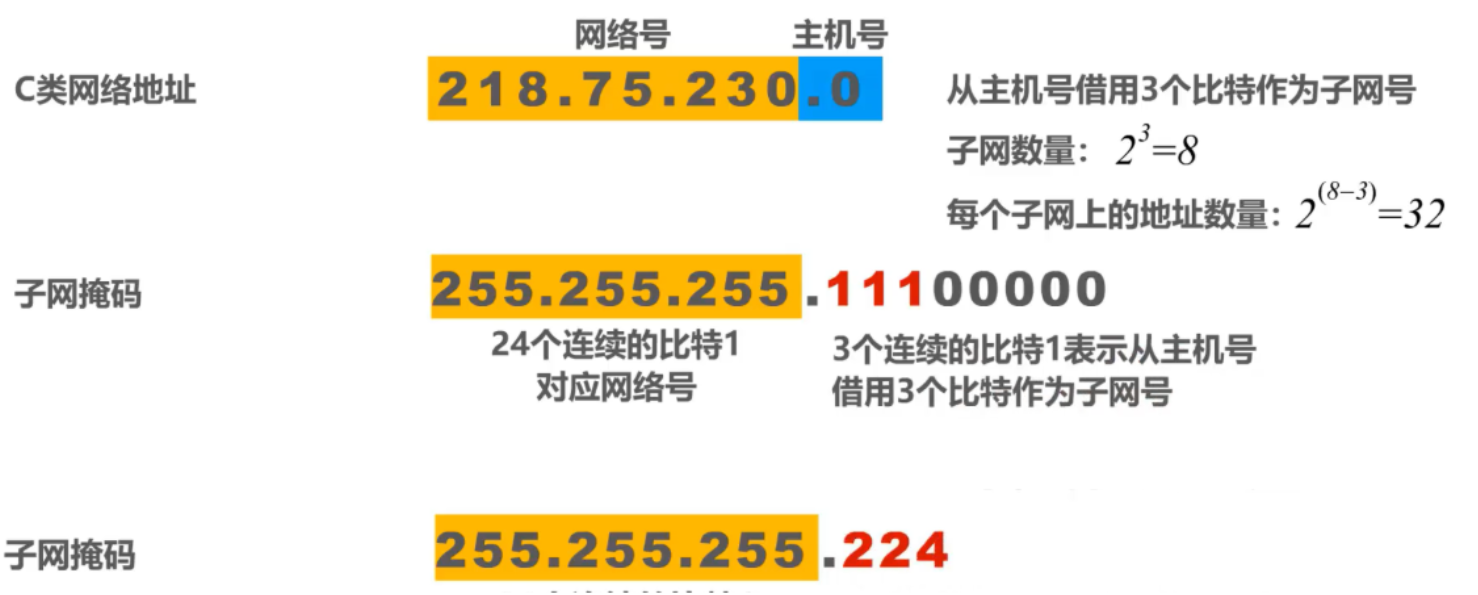 网络号 主机号
C类网络地址 218.75.230.0 从主机号借用3个比特作为子网号
子网数量: 2^3=8
每个子网上的地址数量: 2^(8-3)=32
子网掩码 255.255.255.11100000
24个连续的比特1 3个连续的比特1表示从主机号
对应网络号 借用3个比特作为子网号
子网掩码 255.255.255.224